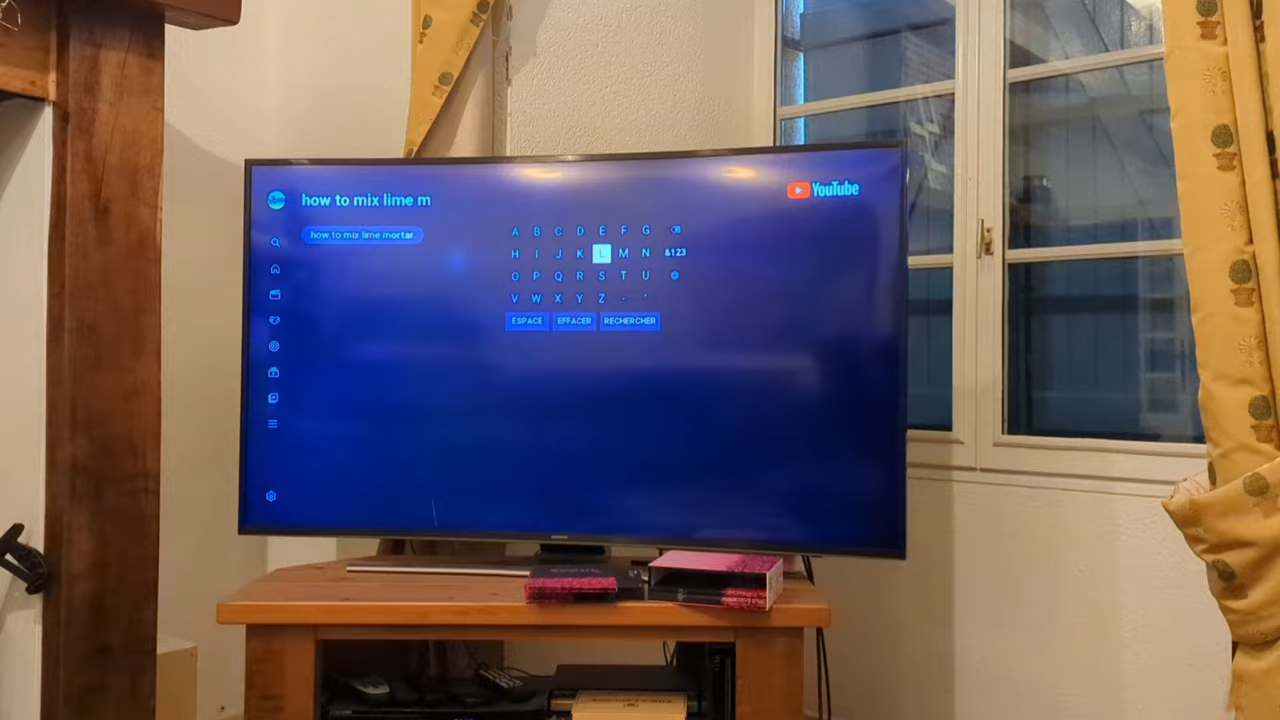 how to mix lime m
YouTube
how to mix lime mortar
A B C D E F G
H I J K L M N &123
O P Q R S T U
V W X Y Z - '
ESPACE EFFACER RECHERCHER